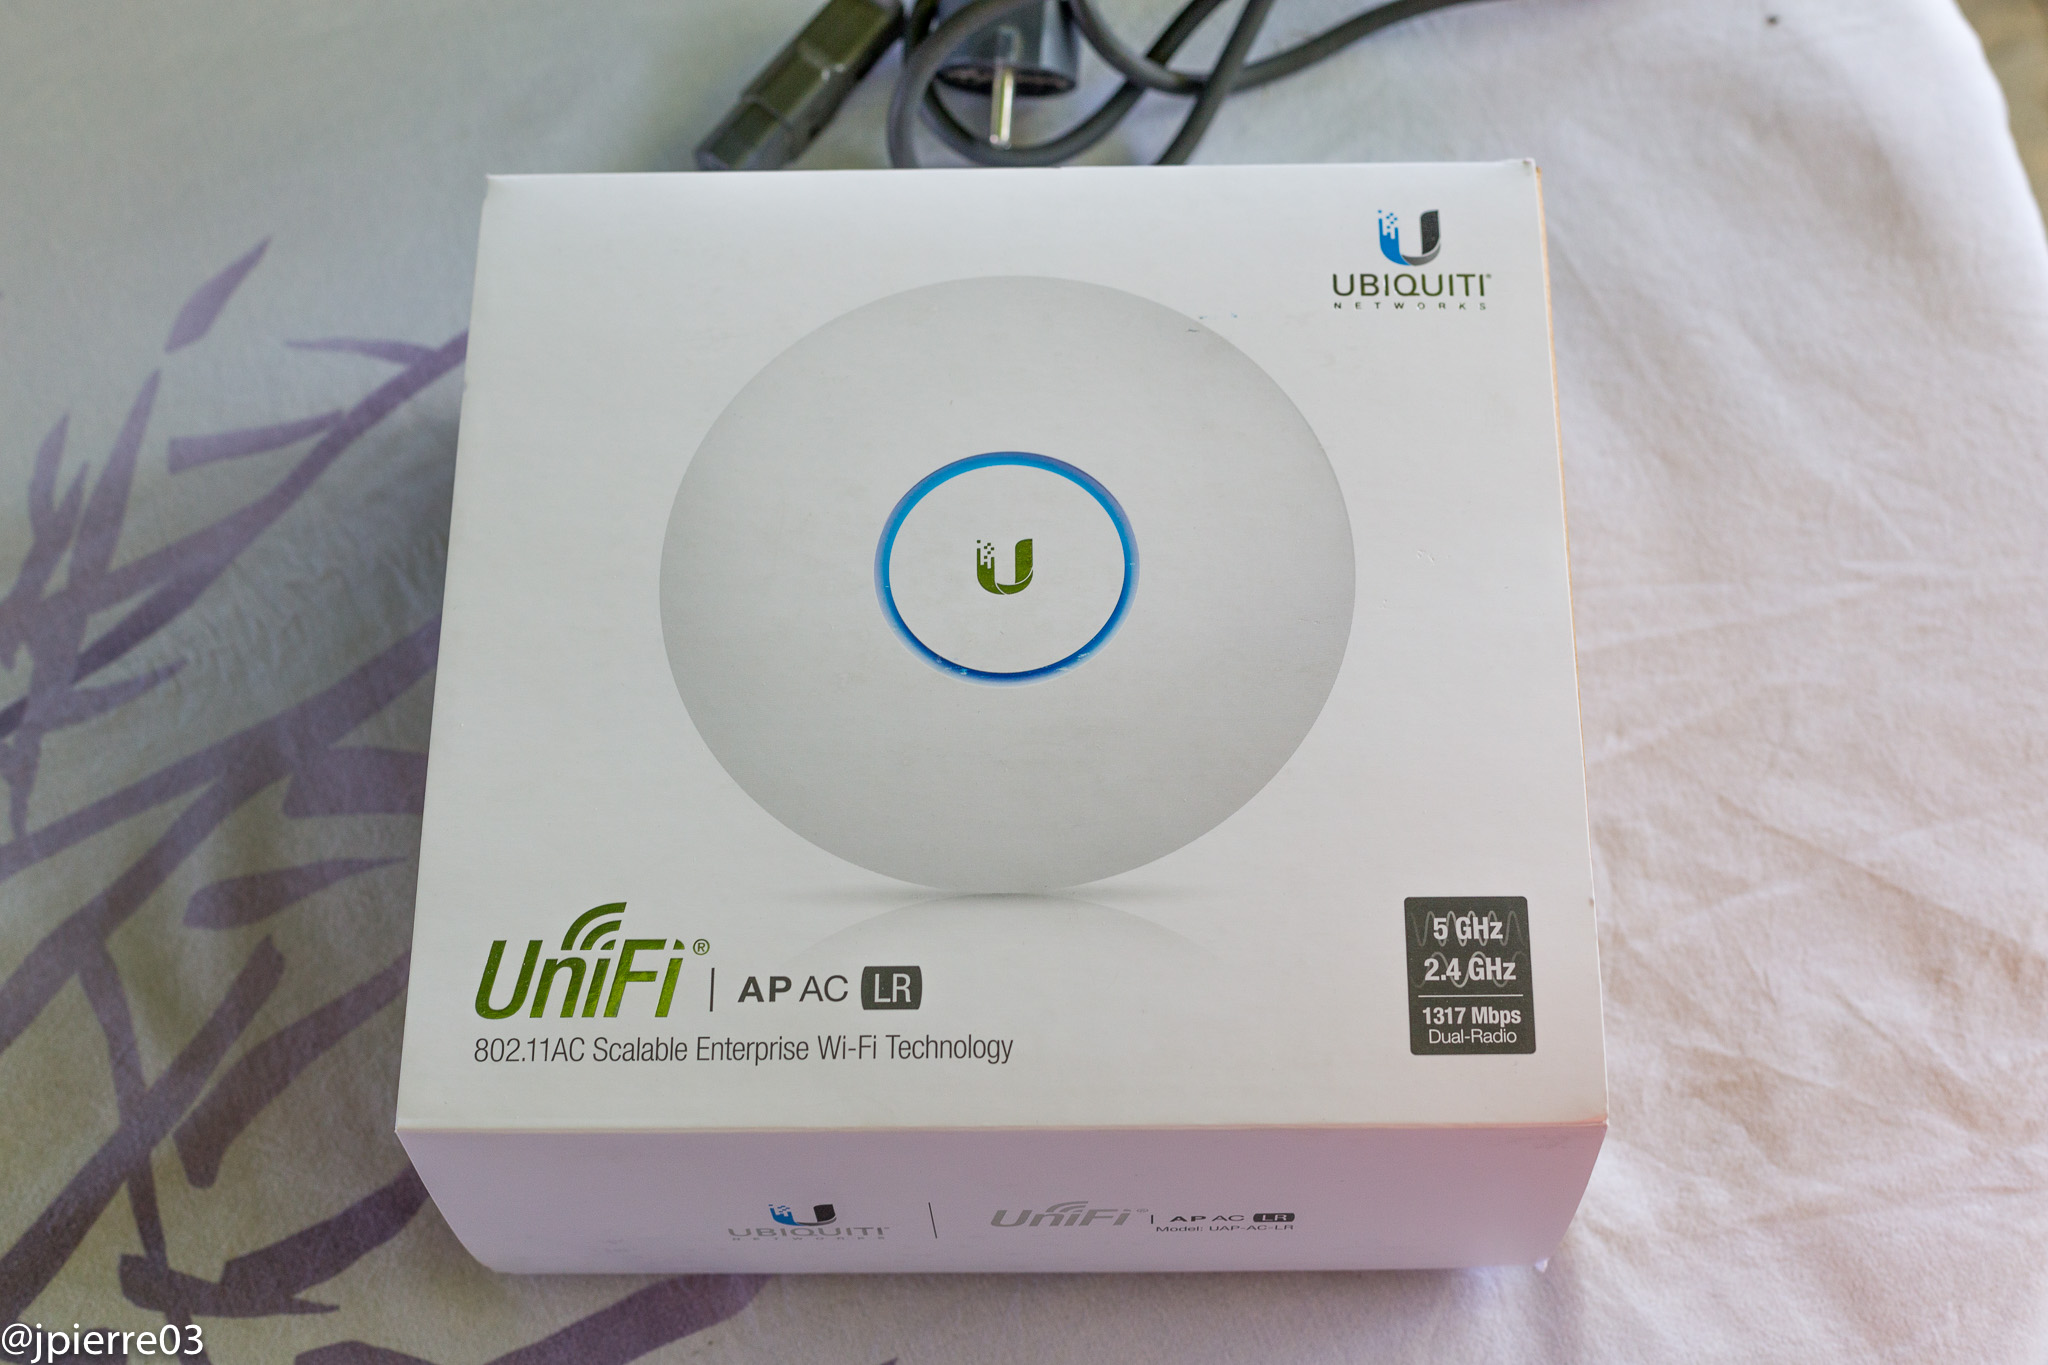 UBIQUITI
NETWORKS
UniFi® | AP AC LR
802.11AC Scalable Enterprise Wi-Fi Technology
5 GHz
2.4 GHz
1317 Mbps
Dual-Radio
UBIQUITI
NETWORKS
UniFi® | AP AC LR
Model: UAP-AC-LR
@jpierre03